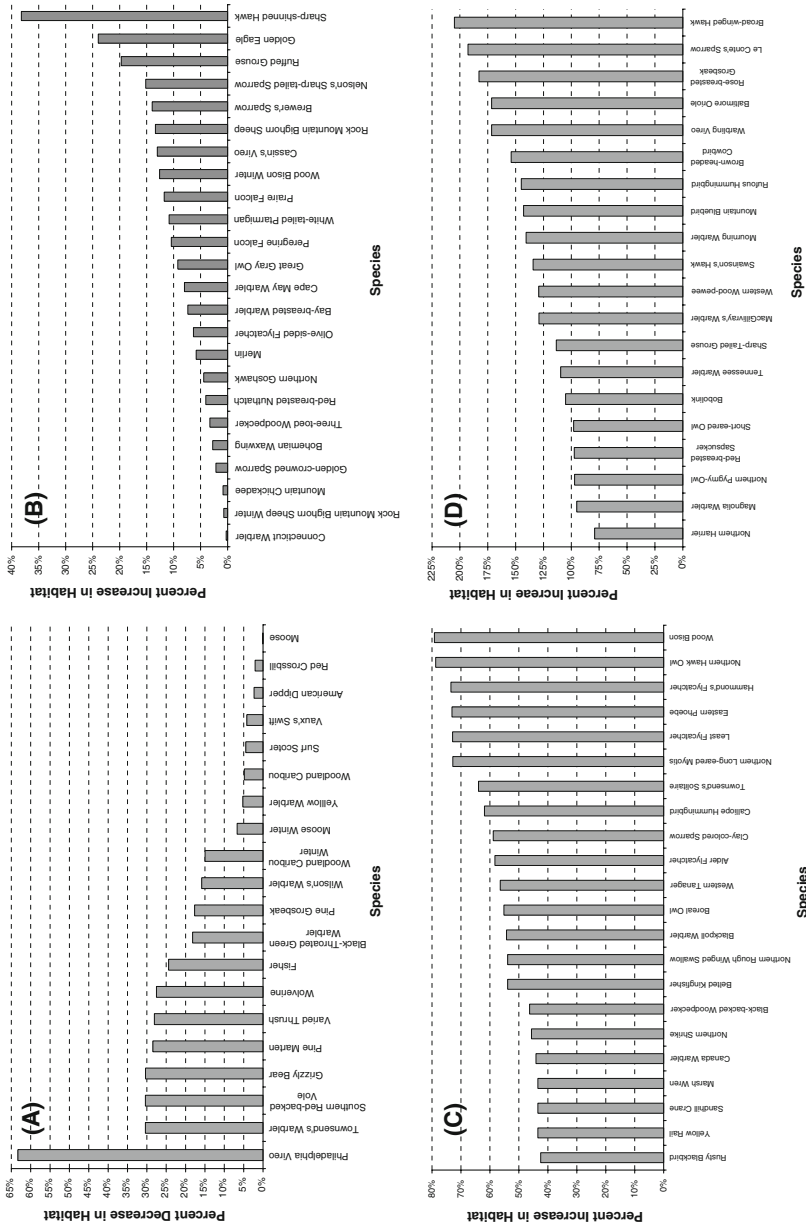 (A)
Percent Decrease in Habitat
65%
60%
55%
50%
45%
40%
35%
30%
25%
20%
15%
10%
5%
0%
Philadelphia Vireo
Townsend's Warbler
Southern Red-backed
Vole
Grizzly Bear
Pine Marten
Varied Thrush
Wolverine
Fisher
Black-Throated Green
Warbler
Pine Grosbeak
Wilson's Warbler
Woodland Caribou
Winter
Moose Winter
Yelllow Warbler
Woodland Caribou
Surf Scoter
Vaux's Swift
American Dipper
Red Crossbill
Moose
Species
(B)
Percent Increase in Habitat
40%
35%
30%
25%
20%
15%
10%
5%
0%
Connecticut Warbler
Rock Mountain Bighorn Sheep Winter
Mountain Chickadee
Golden-crowned Sparrow
Bohemian Waxwing
Three-toed Woodpecker
Red-breasted Nuthatch
Northern Goshawk
Merlin
Olive-sided Flycatcher
Bay-breasted Warbler
Cape May Warbler
Great Gray Owl
Peregrine Falcon
White-tailed Ptarmigan
Praire Falcon
Wood Bison Winter
Cassin's Vireo
Rock Mountain Bighorn Sheep
Brewer's Sparrow
Nelson's Sharp-tailed Sparrow
Ruffed Grouse
Golden Eagle
Sharp-shinned Hawk
Species
(C)
Percent Increase in Habitat
80%
70%
60%
50%
40%
30%
20%
10%
0%
Rusty Blackbird
Yellow Rail
Sandhill Crane
Marsh Wren
Canada Warbler
Northern Shrike
Black-backed Woodpecker
Belted Kingfisher
Northern Rough Winged Swallow
Blackpoll Warbler
Boreal Owl
Western Tanager
Alder Flycatcher
Clay-colored Sparrow
Calliope Hummingbird
Townsend's Solitaire
Northern Long-eared Myotis
Least Flycatcher
Eastern Phoebe
Hammond's Flycatcher
Northern Hawk Owl
Wood Bison
Species
(D)
Percent Increae in Habitat
225%
200%
175%
150%
125%
100%
75%
50%
25%
0%
Northern Harrier
Magnolia Warbler
Northern Pygmy-Owl
Red-breasted
Sapsucker
Short-eared Owl
Bobolink
Tennessee Warbler
Sharp-Tailed Grouse
MacGillivray's Warbler
Western Wood-pewee
Swainson's Hawk
Mourning Warbler
Mountain Bluebird
Rufous Hummingbird
Brown-headed
Cowbird
Warbling Vireo
Baltimore Oriole
Rose-breasted
Grosbeak
Le Conte's Sparrow
Broad-winged Hawk
Species